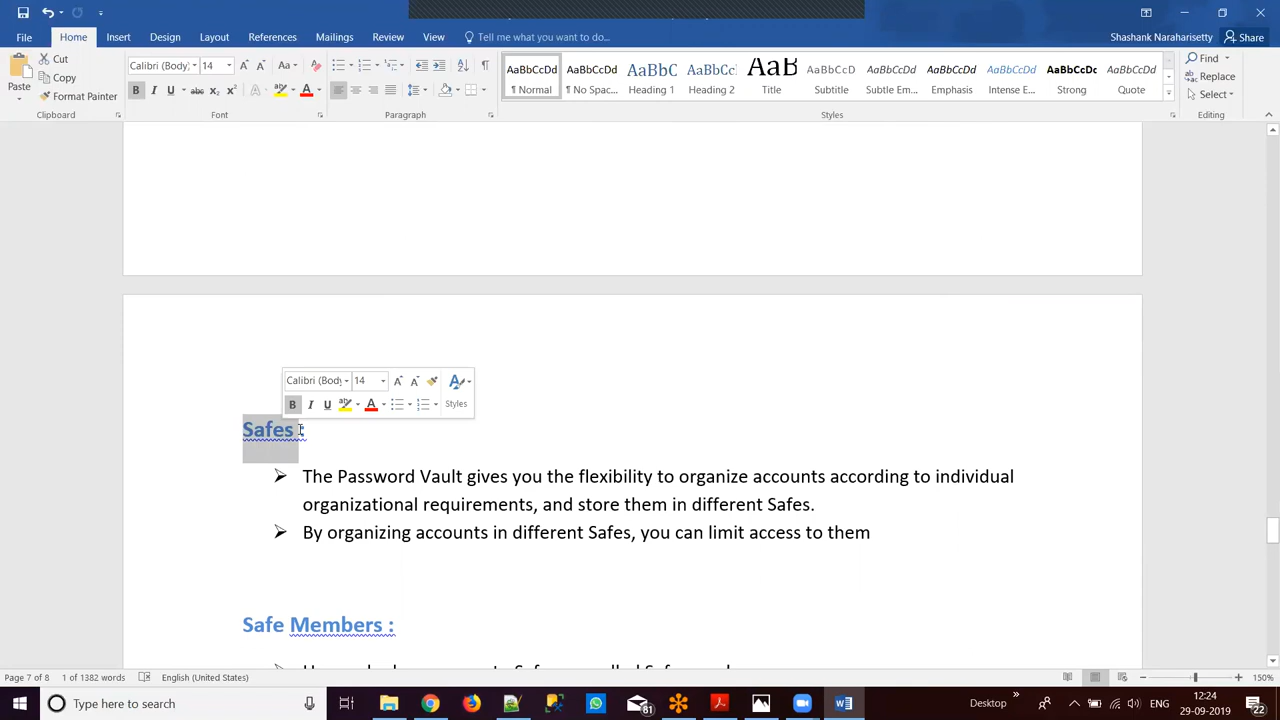 Shashank Naraharisetty
Share
File
Home
Insert
Design
Layout
References
Mailings
Review
View
Tell me what you want to do...
Paste
Cut
Copy
Format Painter
Clipboard
Calibri (Body)
14
Aa
B I U abc X₂ X²
Font
Paragraph
AaBbCcDd
¶ Normal
AaBbCcDd
¶ No Spac...
AaBbC
Heading 1
AaBbCc
Heading 2
AaB
Title
AaBbCcD
Subtitle
AaBbCcDd
Subtle Em...
AaBbCcDd
Emphasis
AaBbCcDd
Intense E...
AaBbCcDc
Strong
AaBbCcDd
Quote
Styles
Find
Replace
Select
Editing
Calibri (Body
14
B I U
Styles
Safes :
The Password Vault gives you the flexibility to organize accounts according to individual
organizational requirements, and store them in different Safes.
By organizing accounts in different Safes, you can limit access to them
Safe Members :
Page 7 of 8
1 of 1382 words
English (United States)
150%
Type here to search
81
Desktop
ENG
12:24
29-09-2019
22